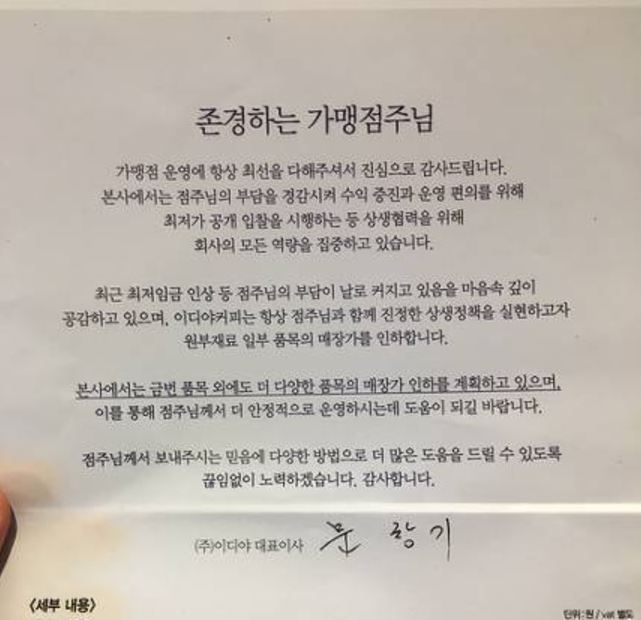 존경하는 가맹점주님
가맹점 운영에 항상 최선을 다해주셔서 진심으로 감사드립니다.
본사에서는 점주님의 부담을 경감시켜 수익 증진과 운영 편의를 위해
최저가 공개 입찰을 시행하는 등 상생협력을 위해
회사의 모든 역량을 집중하고 있습니다.
최근 최저임금 인상 등 점주님의 부담이 날로 커지고 있음을 마음속 깊이
공감하고 있으며, 이디야커피는 항상 점주님과 함께 진정한 상생정책을 실현하고자
원부재료 일부 품목의 매장가를 인하합니다.
본사에서는 금번 품목 외에도 더 다양한 품목의 매장가 인하를 계획하고 있으며,
이를 통해 점주님께서 더 안정적으로 운영하시는데 도움이 되길 바랍니다.
점주님께서 보내주시는 믿음에 다양한 방법으로 더 많은 도움을 드릴 수 있도록
끊임없이 노력하겠습니다. 감사합니다.
(주)이디야 대표이사 문창기
<세부 내용>
단위:원 / vat 별도